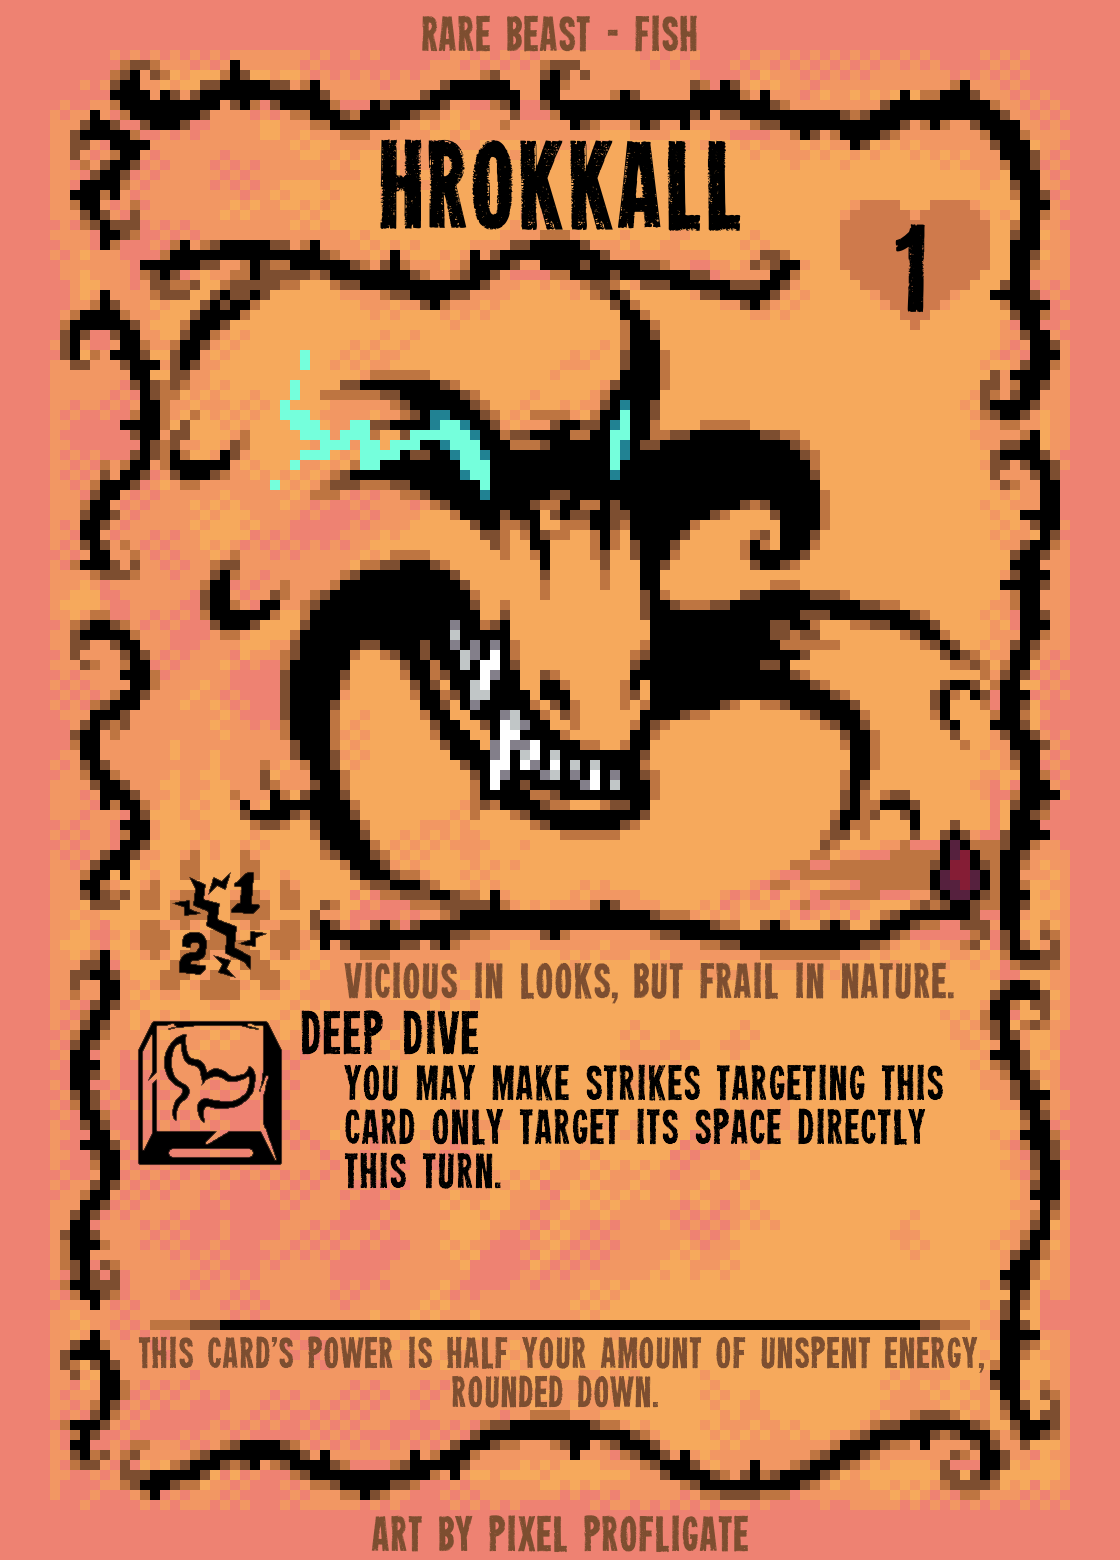 RARE BEAST - FISH
HROKKALL
1
1
2
VICIOUS IN LOOKS, BUT FRAIL IN NATURE.
DEEP DIVE
YOU MAY MAKE STRIKES TARGETING THIS
CARD ONLY TARGET ITS SPACE DIRECTLY
THIS TURN.
THIS CARD'S POWER IS HALF YOUR AMOUNT OF UNSPENT ENERGY,
ROUNDED DOWN.
ART BY PIXEL PROFLIGATE